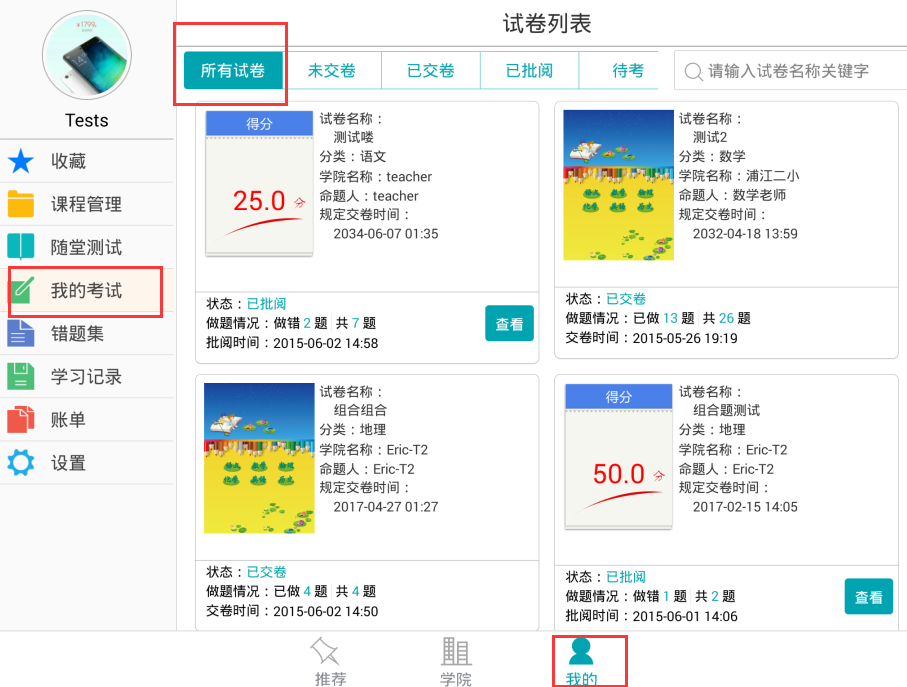 试卷列表
¥1799
Tests
收藏
课程管理
随堂测试
我的考试
错题集
学习记录
账单
设置
所有试卷
未交卷
已交卷
已批阅
待考
请输入试卷名称关键字
得分
25.0 分
试卷名称：
测试喽
分类：语文
学院名称：teacher
命题人：teacher
规定交卷时间：
2034-06-07 01:35
状态：已批阅
做题情况：做错 2 题 共 7 题
批阅时间：2015-06-02 14:58
查看
试卷名称：
测试2
分类：数学
学院名称：浦江二小
命题人：数学老师
规定交卷时间：
2032-04-18 13:59
状态：已交卷
做题情况：已做 13 题 共 26 题
交卷时间：2015-05-26 19:19
试卷名称：
组合组合
分类：地理
学院名称：Eric-T2
命题人：Eric-T2
规定交卷时间：
2017-04-27 01:27
状态：已交卷
做题情况：已做 4 题 共 4 题
交卷时间：2015-06-02 14:50
得分
50.0 分
试卷名称：
组合题测试
分类：地理
学院名称：Eric-T2
命题人：Eric-T2
规定交卷时间：
2017-02-15 14:05
状态：已批阅
做题情况：做错 1 题 共 2 题
批阅时间：2015-06-01 14:06
查看
推荐
学院
我的